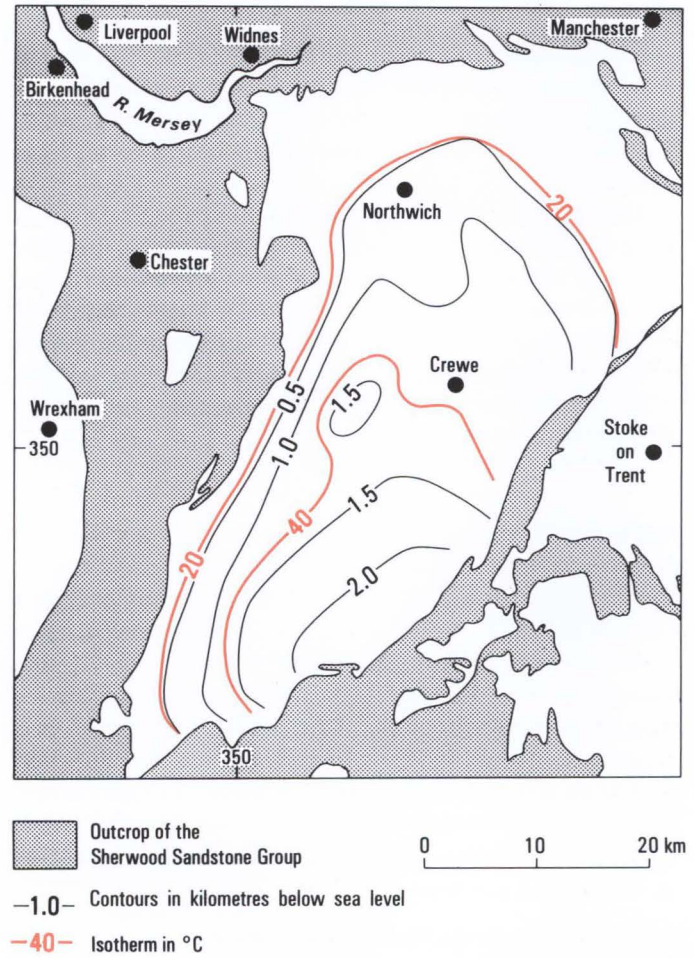 Liverpool
Widnes
Manchester
Birkenhead
R. Mersey
Northwich
20
Chester
Crewe
0.5
1.5
Wrexham
1.0
Stoke
on
Trent
350
1.5
40
20
2.0
350
Outcrop of the
Sherwood Sandstone Group
0 10 20 km
–1.0– Contours in kilometres below sea level
–40– Isotherm in °C